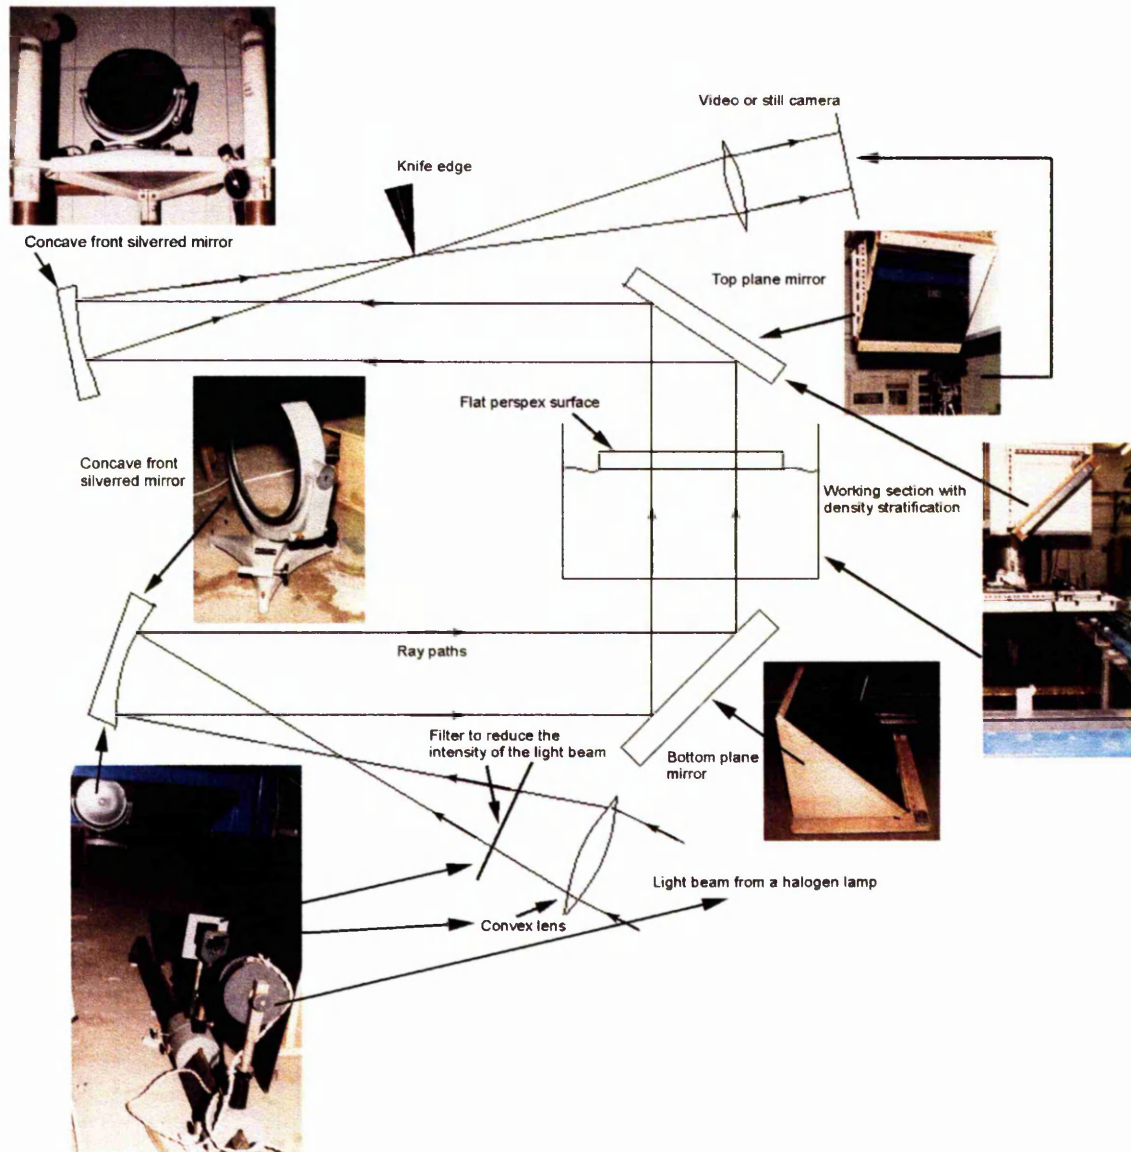 Video or still camera
Knife edge
Concave front silverred mirror
Top plane mirror
Flat perspex surface
Concave front
silverred mirror
Working section with
density stratification
Ray paths
Filter to reduce the
intensity of the light beam
Bottom plane
mirror
Light beam from a halogen lamp
Convex lens